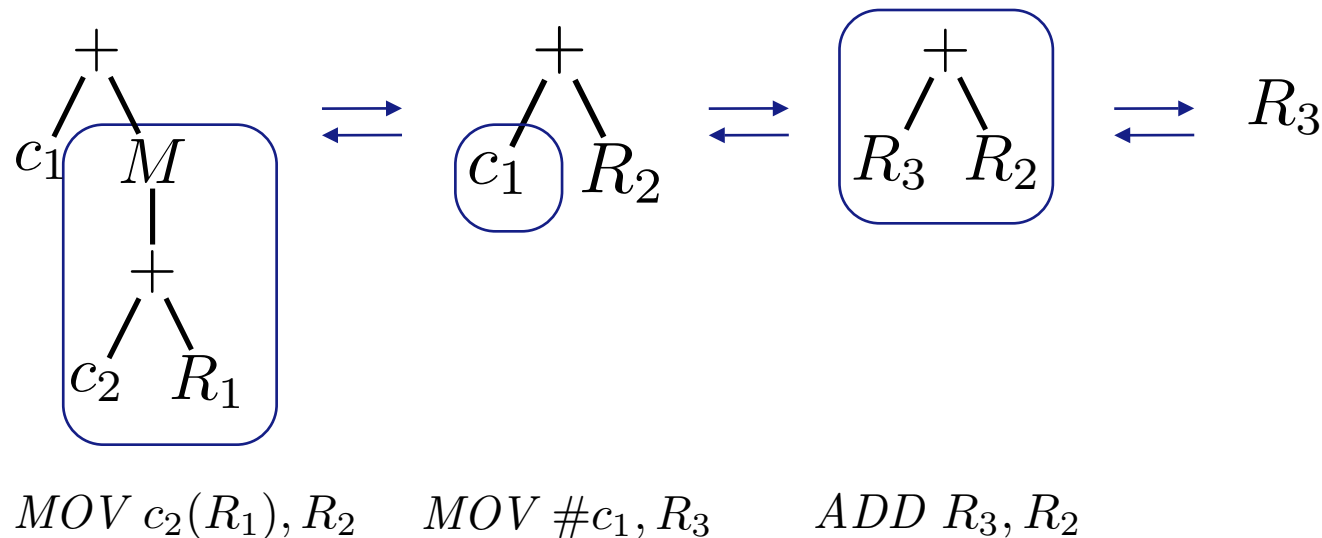 + + +
c₁ M c₁ R₂ R₃ R₂ R₃
+
c₂ R₁
MOV c₂(R₁), R₂ MOV #c₁, R₃ ADD R₃, R₂